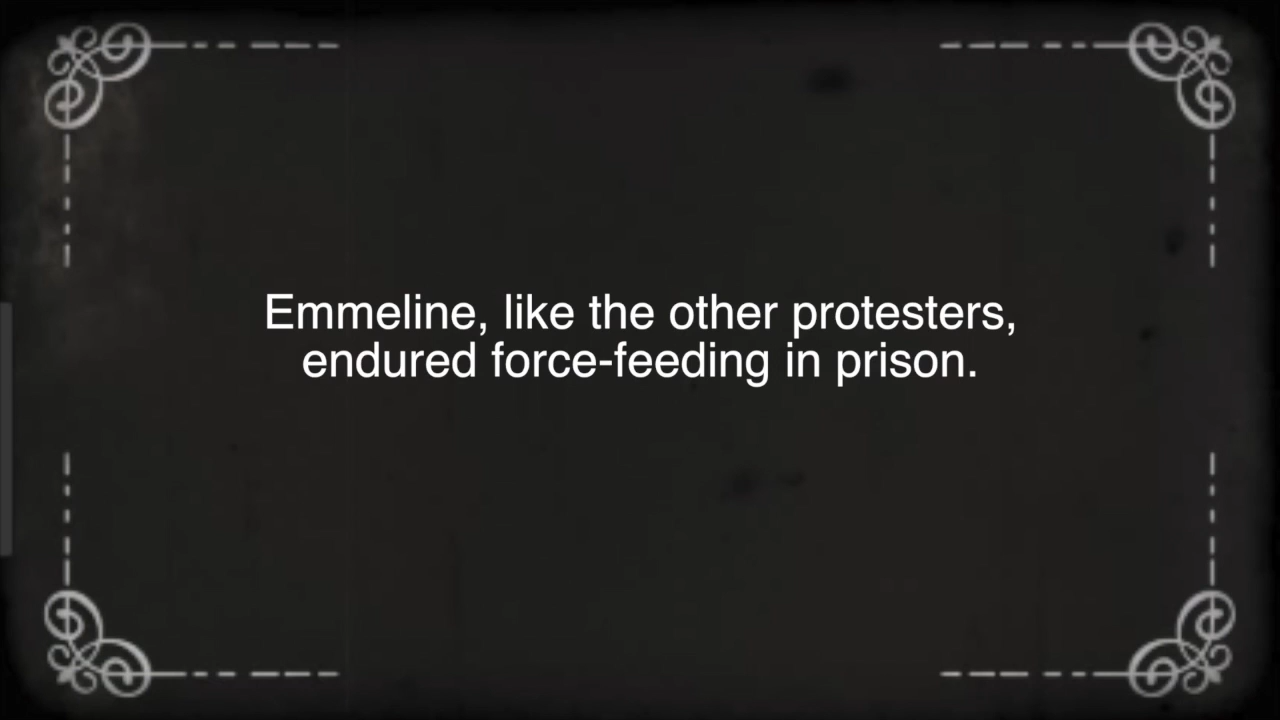 Emmeline, like the other protesters,
endured force-feeding in prison.